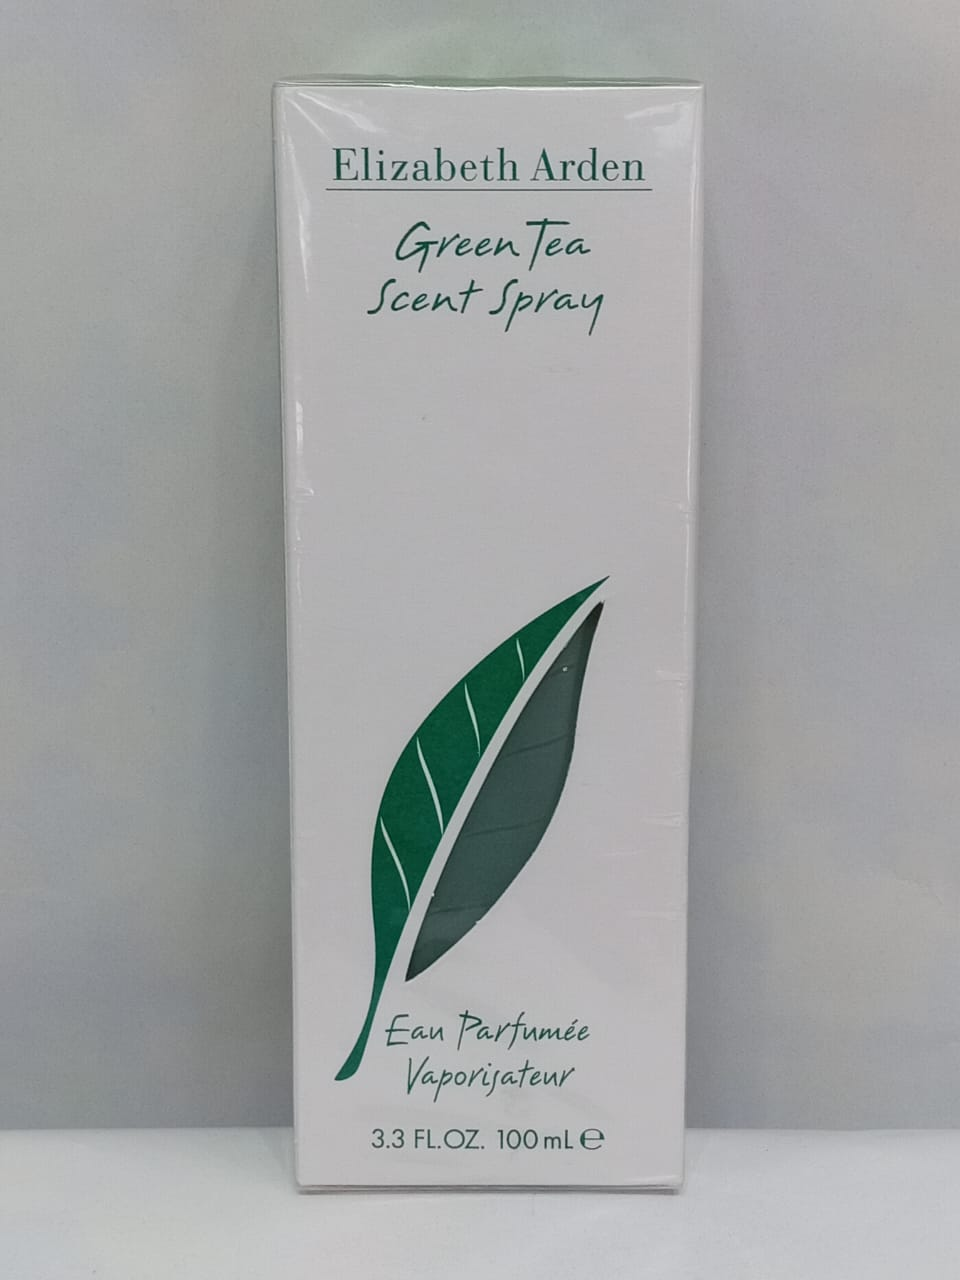 Elizabeth Arden
Green Tea
Scent Spray
Eau Parfumée
Vaporisateur
3.3 FL.OZ. 100 mL ℮